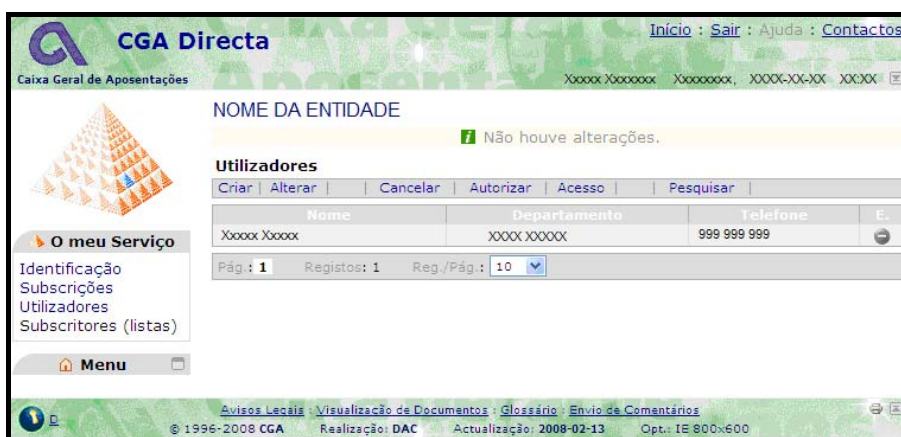 Início : Sair : Ajuda : Contactos
CGA Directa
Caixa Geral de Aposentações
Xxxxx Xxxxxxx Xxxxxxxx, XXXX-XX-XX XX:XX
NOME DA ENTIDADE
Não houve alterações.
Utilizadores
Criar | Alterar | | Cancelar | Autorizar | Acesso | | Pesquisar |
Nome Departamento Telefone E.
Xxxxx Xxxxx XXXX XXXXX 999 999 999
Pág.: 1 Registos: 1 Reg./Pág.: 10
O meu Serviço
Identificação
Subscrições
Utilizadores
Subscritores (listas)
Menu
D
Avisos Legais : Visualização de Documentos : Glossário : Envio de Comentários
© 1996-2008 CGA Realização: DAC Actualização: 2008-02-13 Opt.: IE 800x600